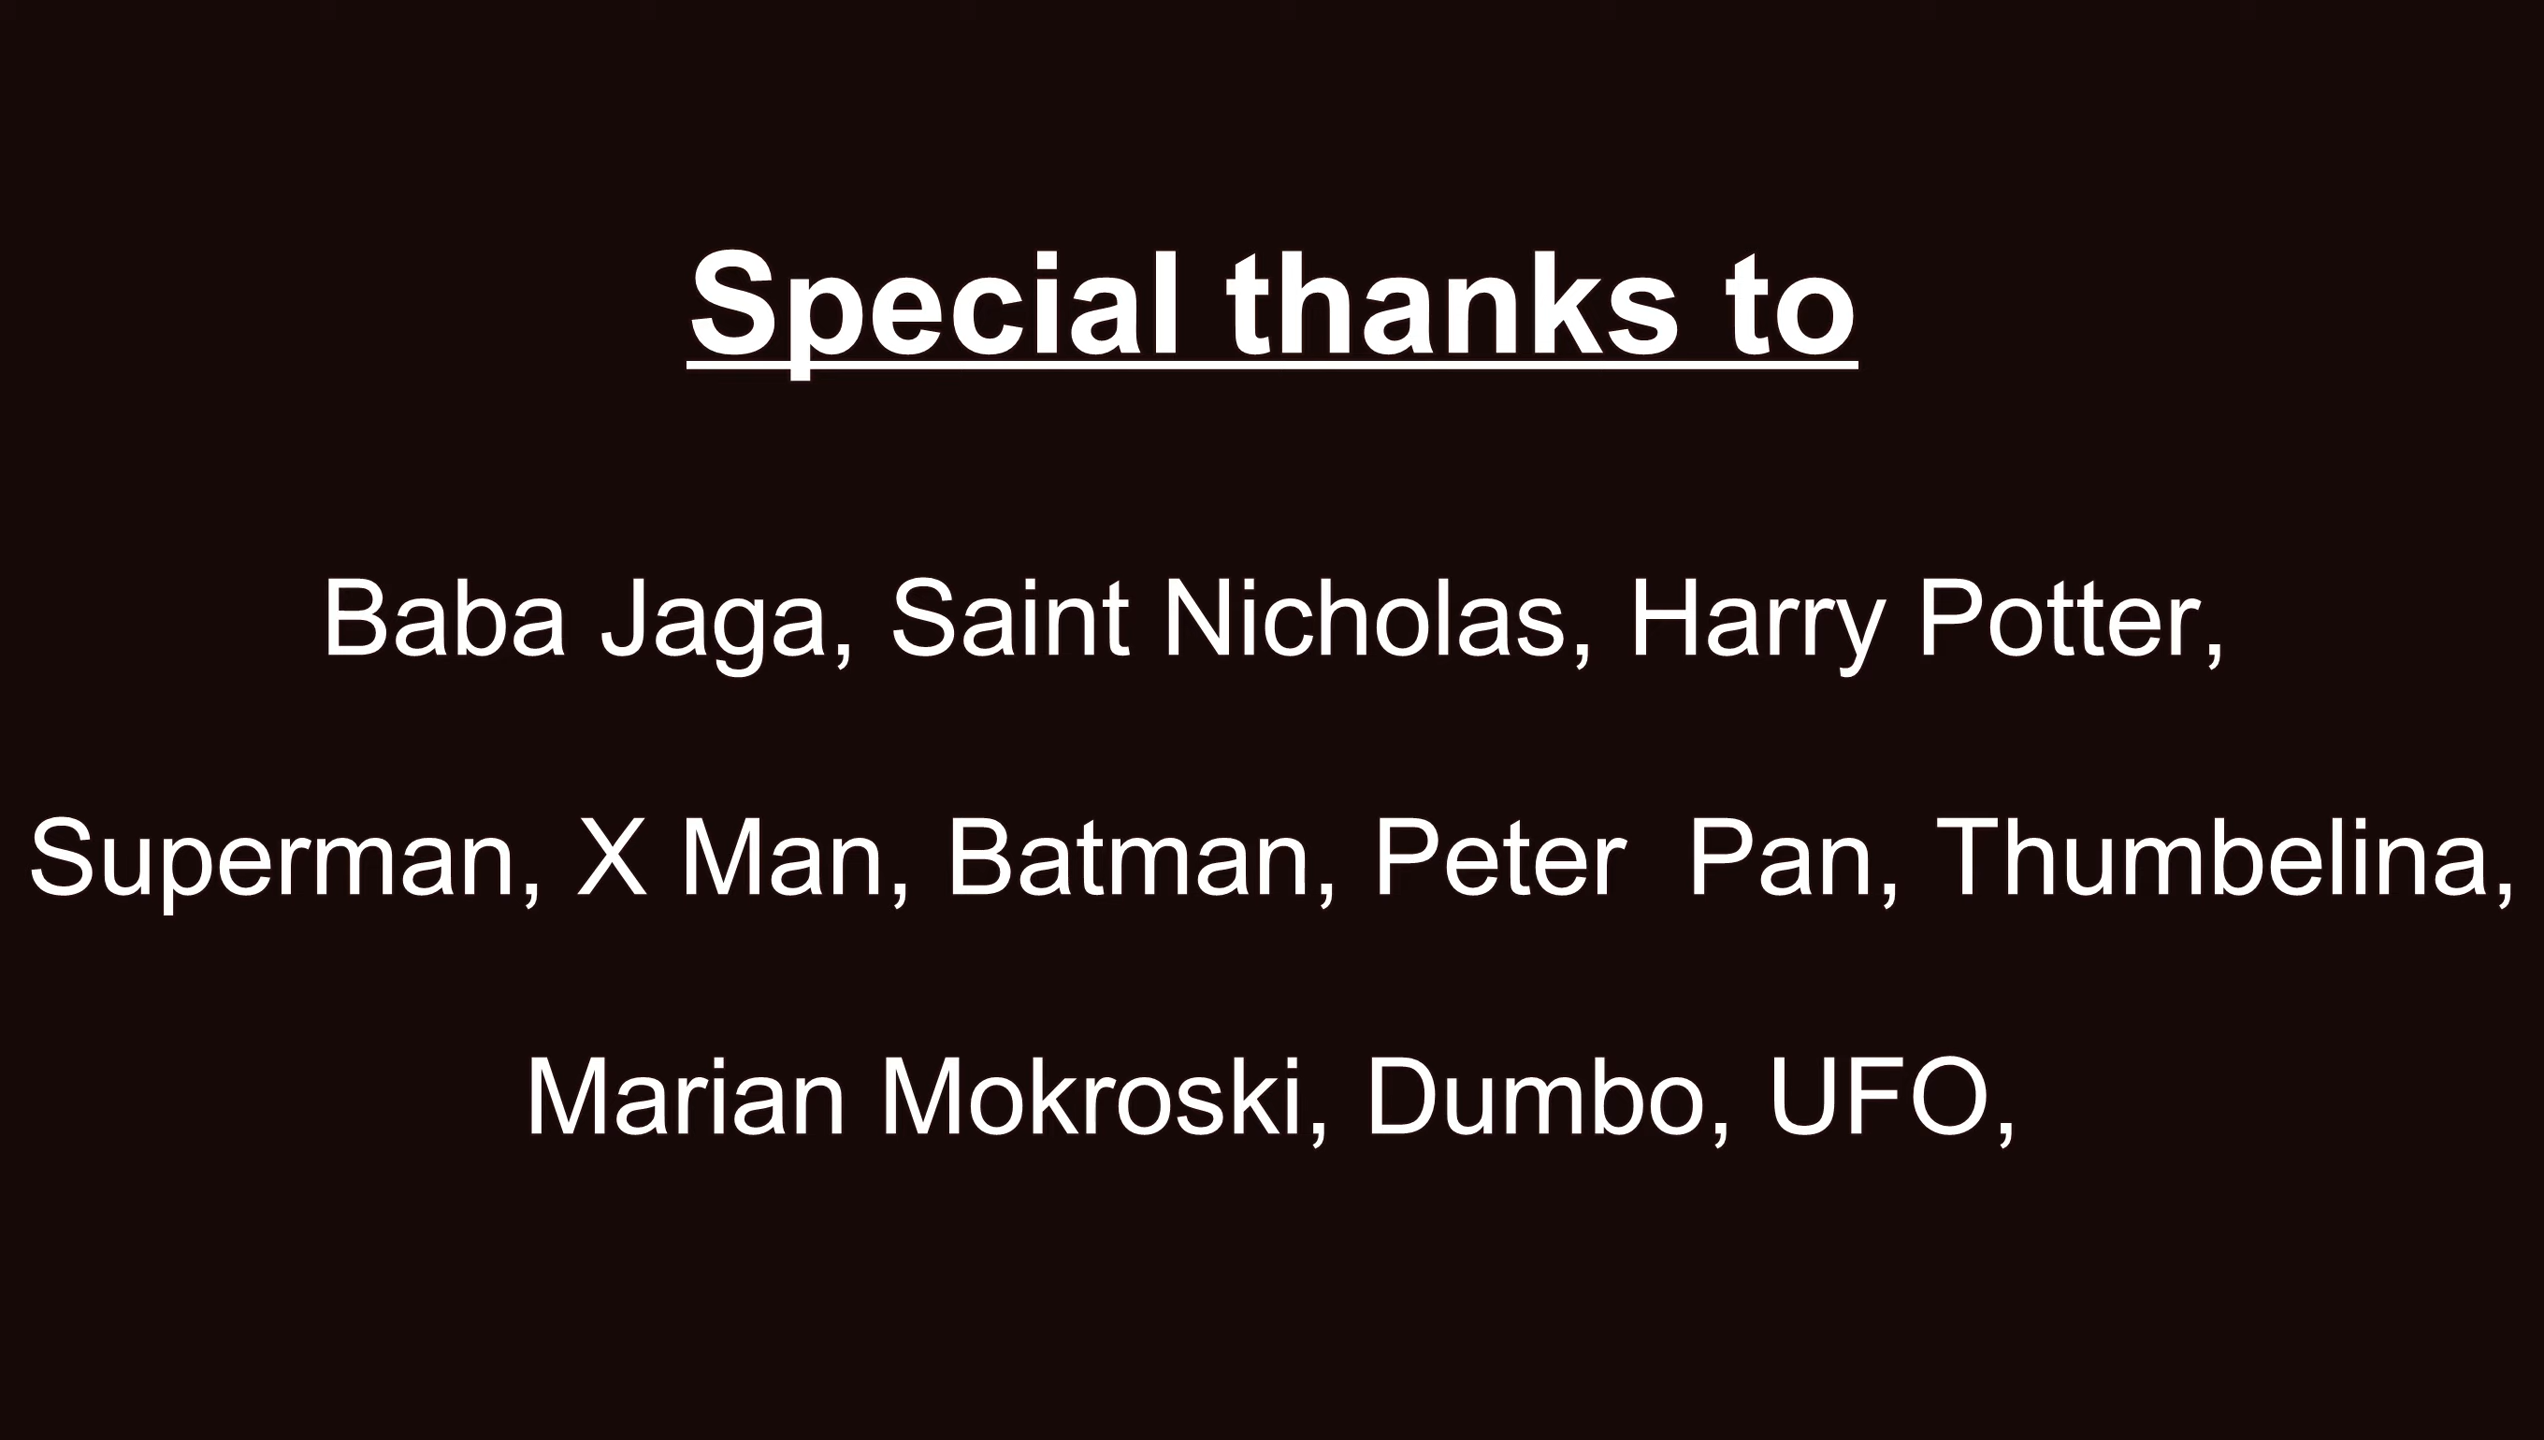 Special thanks to
Baba Jaga, Saint Nicholas, Harry Potter,
Superman, X Man, Batman, Peter  Pan, Thumbelina,
Marian Mokroski, Dumbo, UFO,